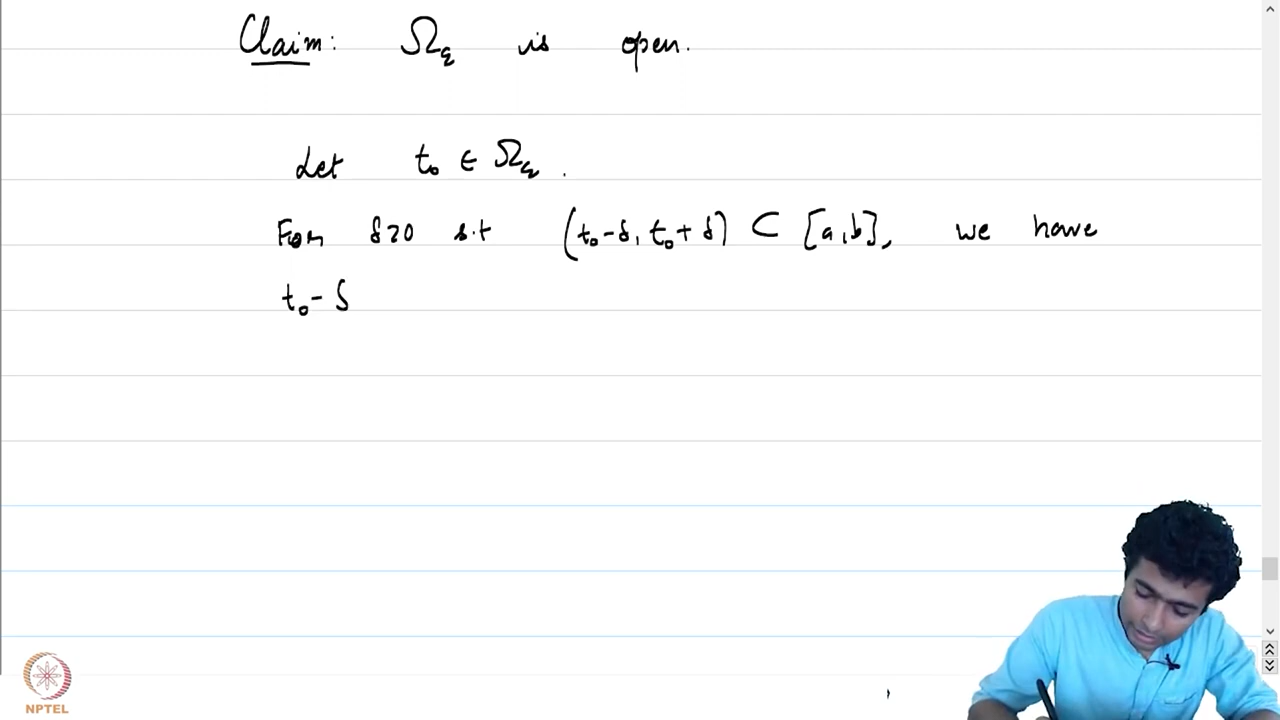 Claim: Ω_ε is open.
Let t₀ ∈ Ω_ε.
For δ>0 s.t (t₀-δ, t₀+δ) ⊂ [a,b], we have
t₀-δ
NPTEL